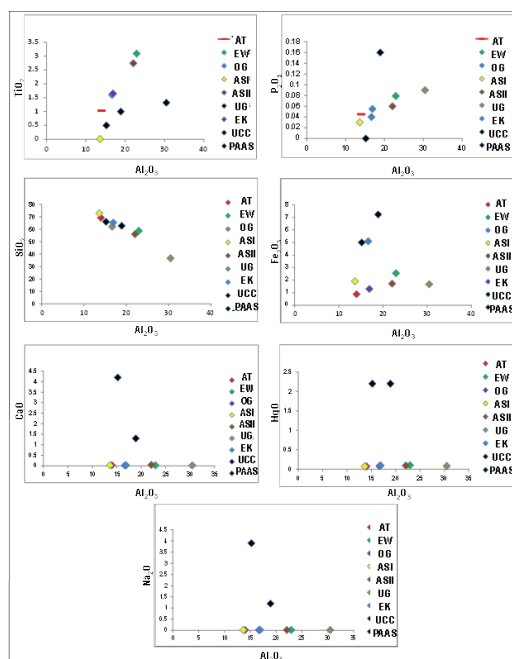 3.5
3
2.5
2
1.5
1
0.5
0
0 10 20 30 40
TiO2
Al2O3
AT
EW
OG
ASI
ASII
UG
EK
UCC
PAAS
0.18
0.16
0.14
0.12
0.1
0.08
0.06
0.04
0.02
0
0 10 20 30 40
P2O5
Al2O3
AT
EW
OG
ASI
ASII
UG
EK
UCC
PAAS
80
70
60
50
40
30
20
10
0
0 10 20 30 40
SiO2
Al2O3
AT
EW
OG
ASI
ASII
UG
EK
UCC
PAAS
8
7
6
5
4
3
2
1
0
0 10 20 30 40
Fe2O3
Al2O3
AT
EW
OG
ASI
ASII
UG
EK
UCC
PAAS
4.5
4
3.5
3
2.5
2
1.5
1
0.5
0
0 5 10 15 20 25 30 35
CaO
Al2O3
AT
EW
OG
ASI
ASII
UG
EK
UCC
PAAS
2.5
2
1.5
1
0.5
0
0 5 10 15 20 25 30 35
HqO
Al2O3
AT
EW
OG
ASI
ASII
UG
EK
UCC
PAAS
4.5
4
3.5
3
2.5
2
1.5
1
0.5
0
0 5 10 15 20 25 30 35
Na2O
Al2O3
AT
EW
OG
ASI
ASII
UG
EK
UCC
PAAS